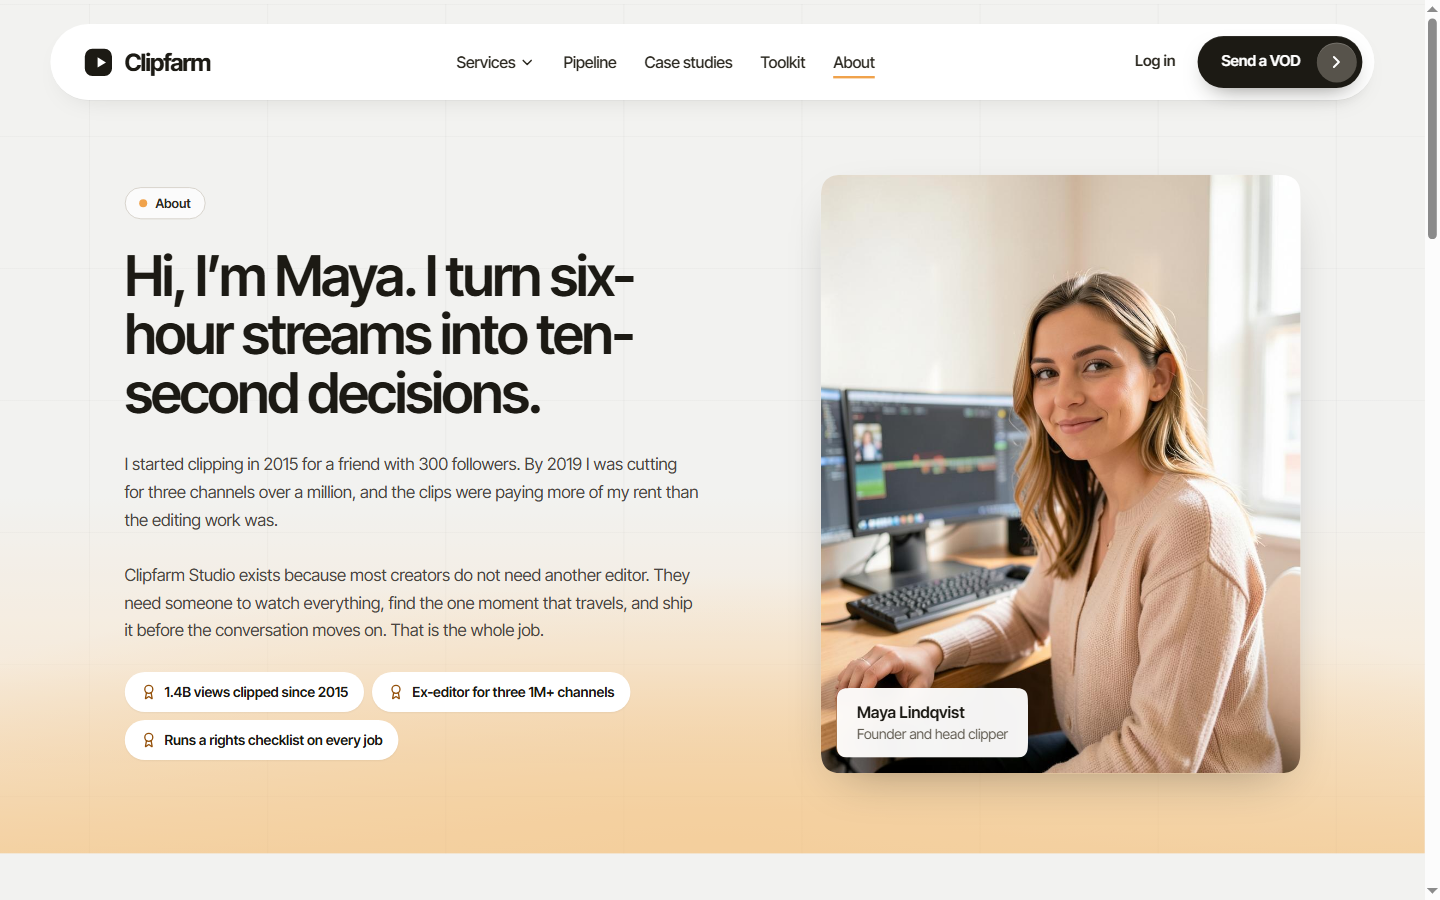 Clipfarm
Services
Pipeline
Case studies
Toolkit
About
Log in
Send a VOD
About
Hi, I’m Maya. I turn six-
hour streams into ten-
second decisions.
I started clipping in 2015 for a friend with 300 followers. By 2019 I was cutting
for three channels over a million, and the clips were paying more of my rent than
the editing work was.
Clipfarm Studio exists because most creators do not need another editor. They
need someone to watch everything, find the one moment that travels, and ship
it before the conversation moves on. That is the whole job.
1.4B views clipped since 2015
Ex-editor for three 1M+ channels
Runs a rights checklist on every job
Maya Lindqvist
Founder and head clipper